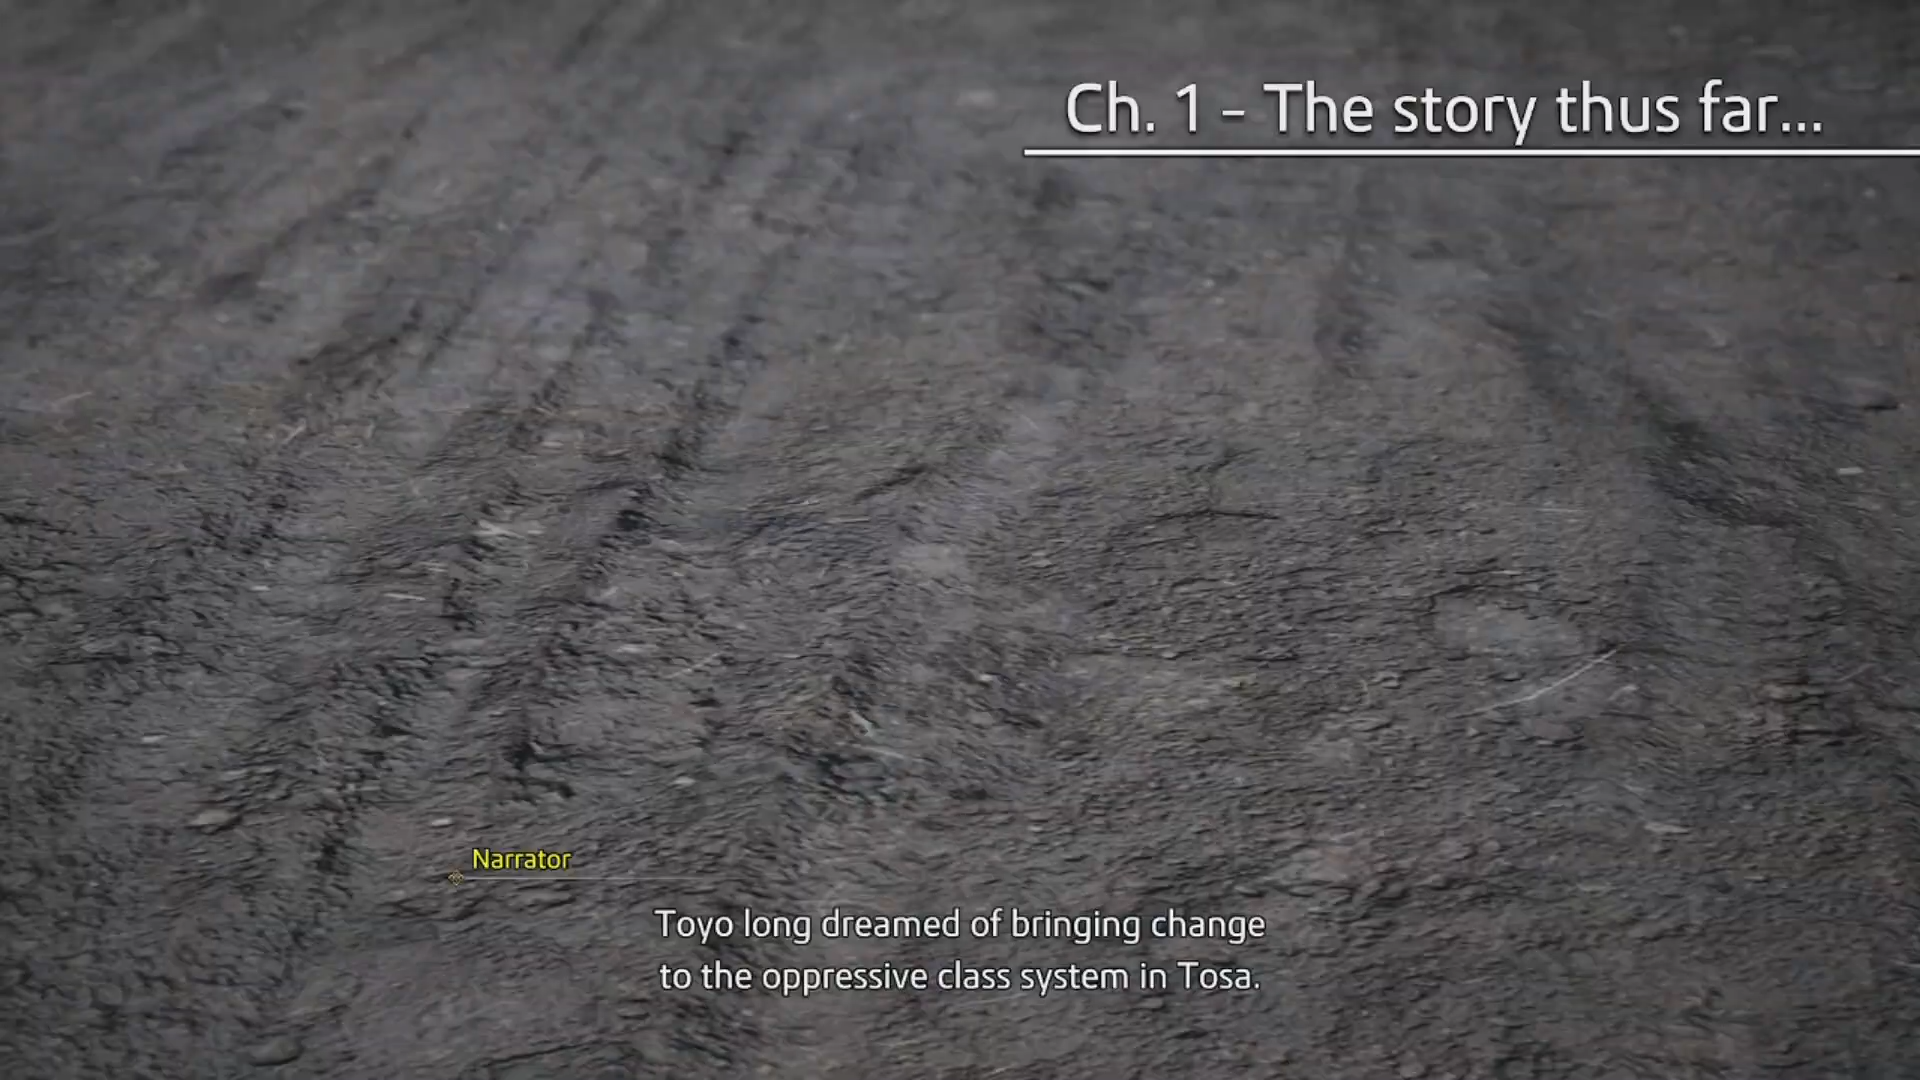 Ch. 1 - The story thus far...
Narrator
Toyo long dreamed of bringing change
to the oppressive class system in Tosa.